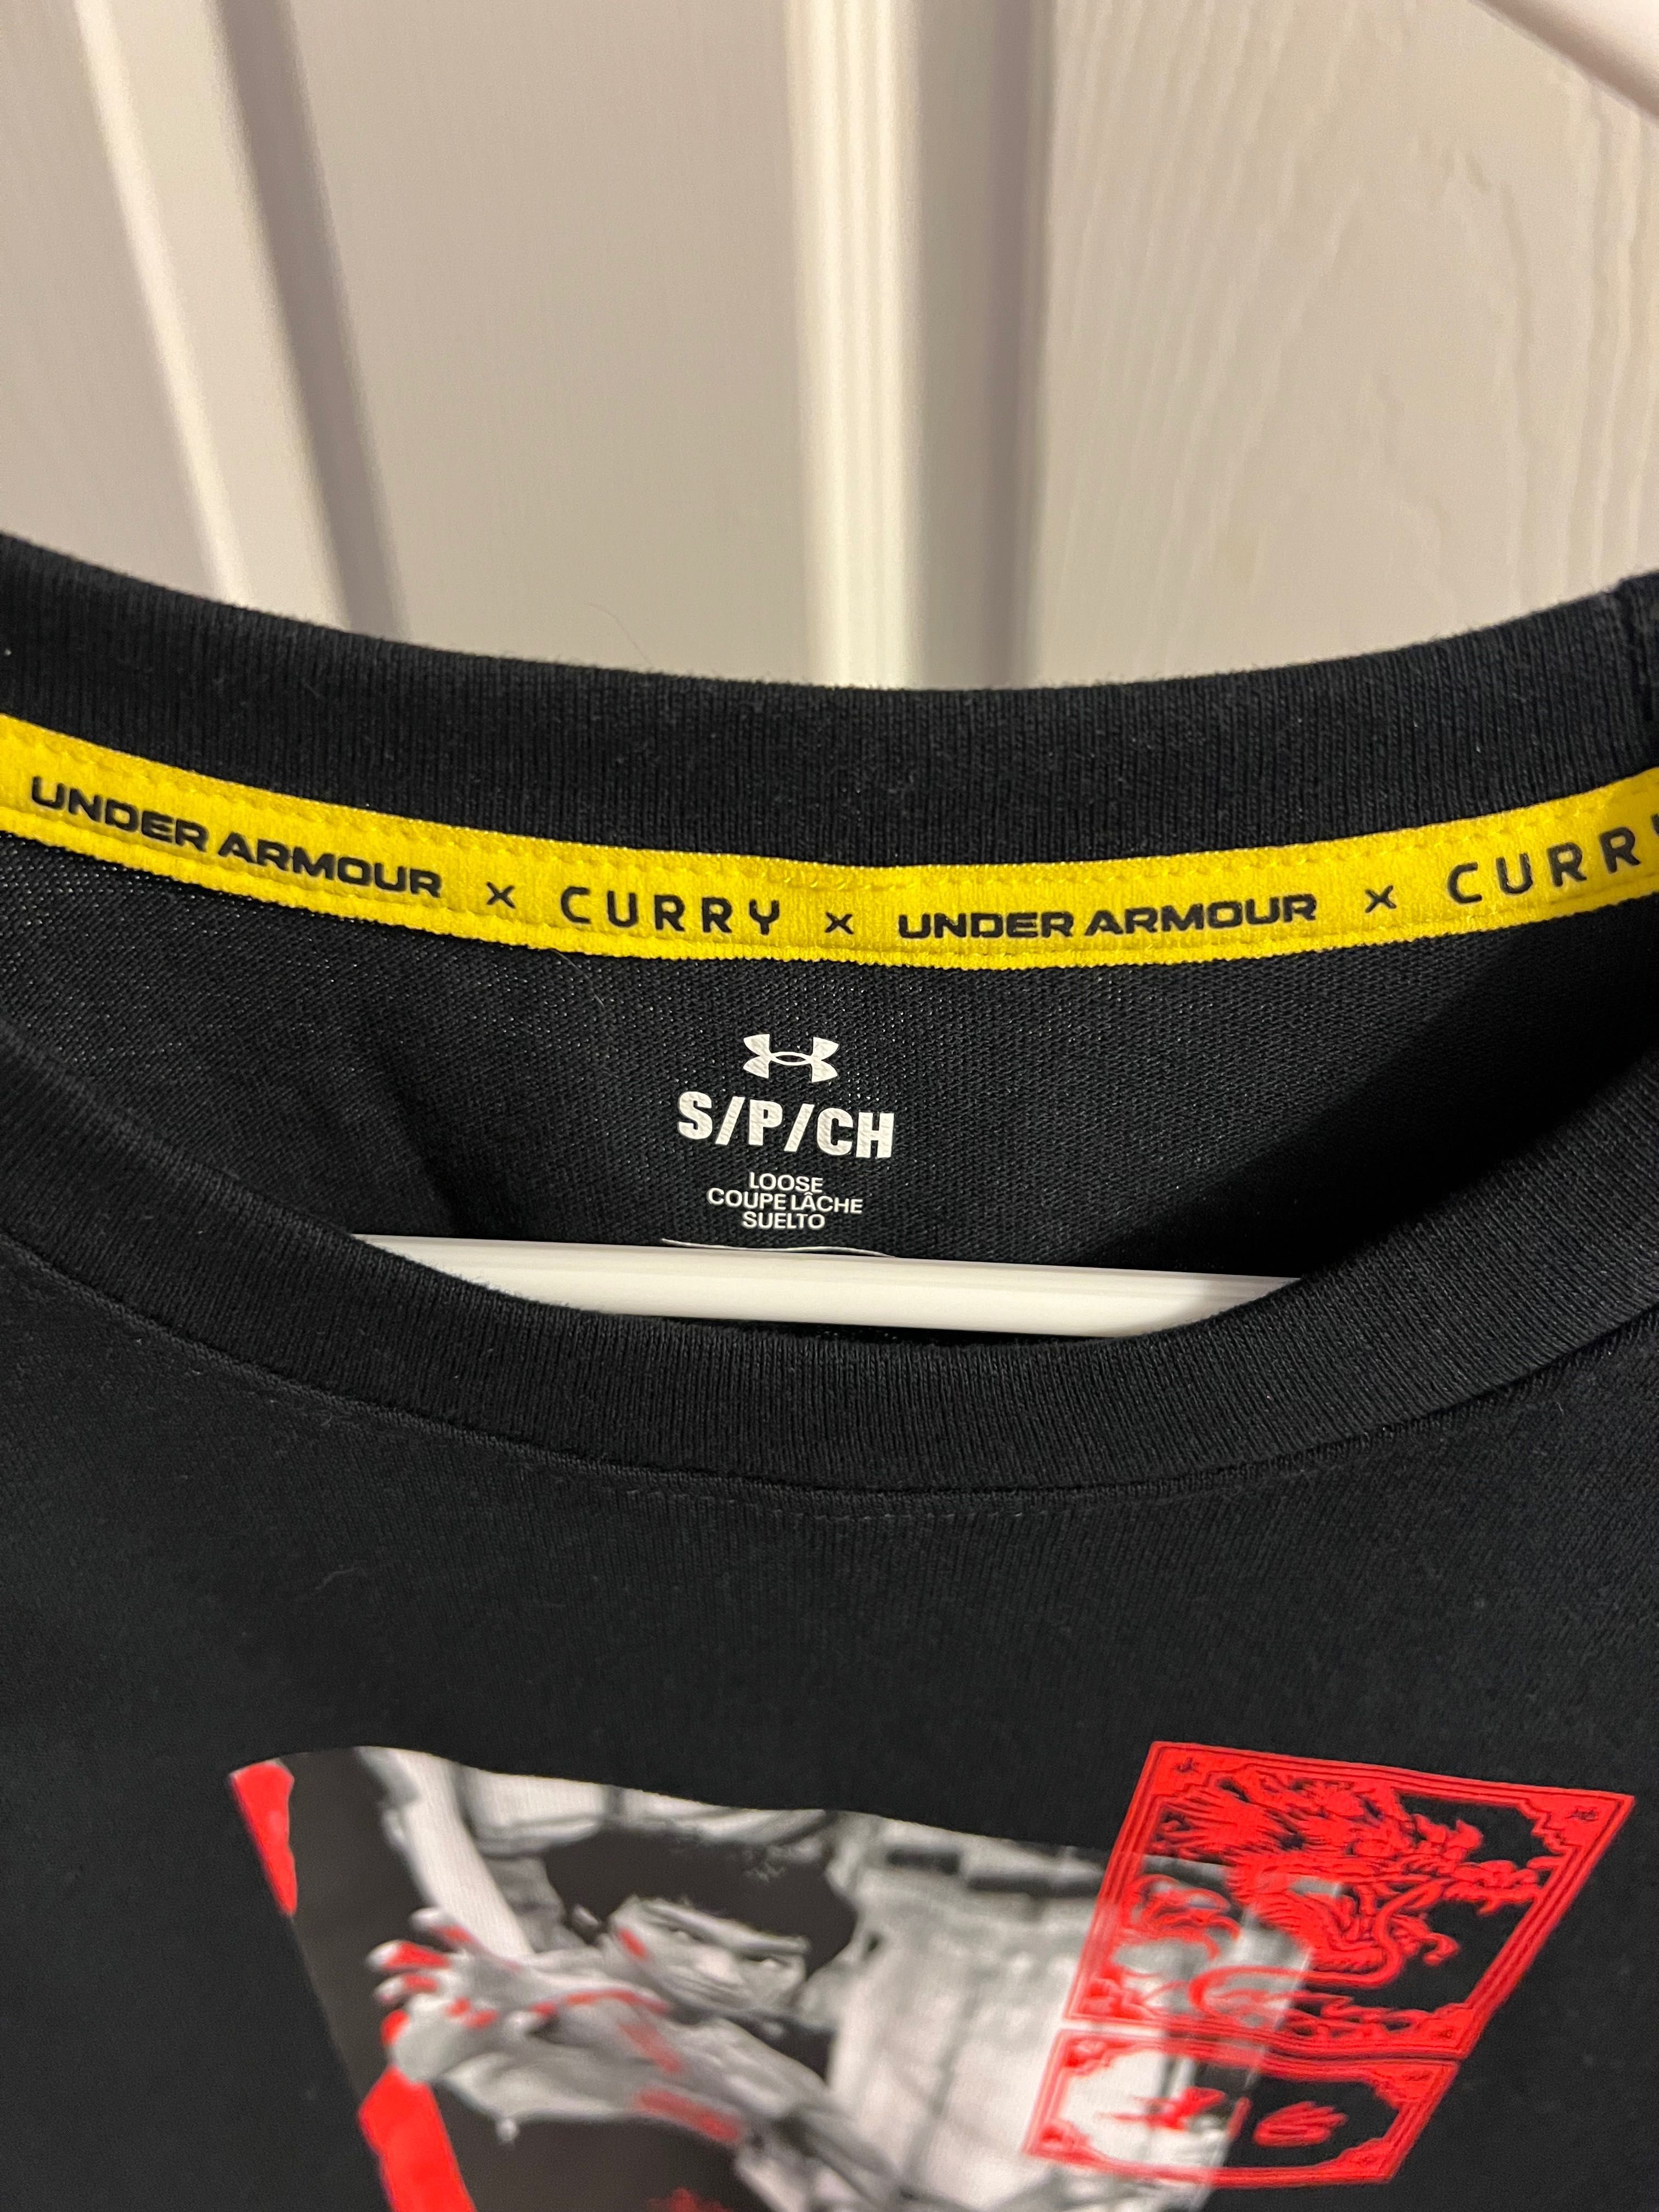 UNDER ARMOUR × CURRY × UNDER ARMOUR × CURRY
S/P/CH
LOOSE
COUPE LÂCHE
SUELTO